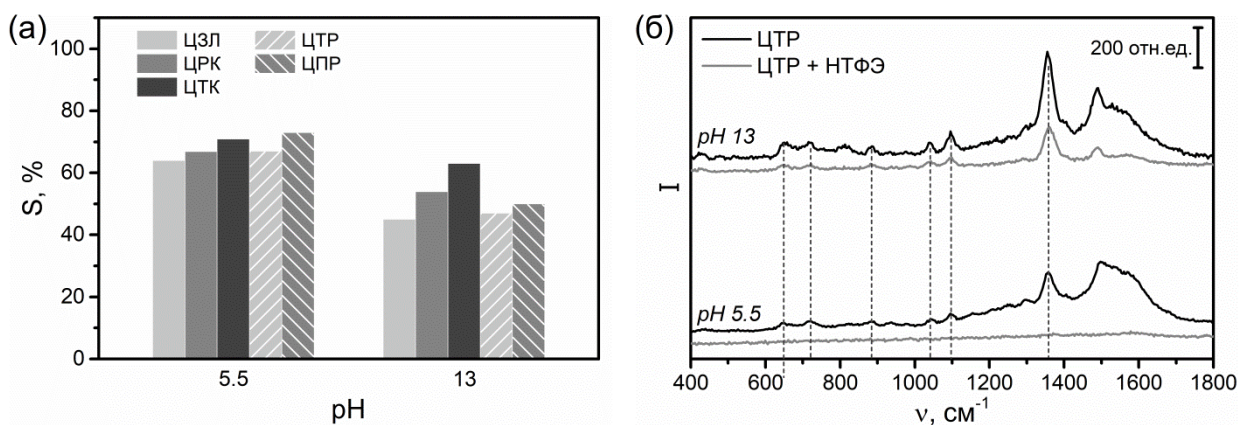 (а)
S, %
100
80
60
40
20
0
ЦЗЛ
ЦРК
ЦТК
ЦТР
ЦПР
5.5
13
pH
(б)
I
ЦТР
ЦТР + НТФЭ
200 отн.ед.
pH 13
pH 5.5
400 600 800 1000 1200 1400 1600 1800
ν, см⁻¹